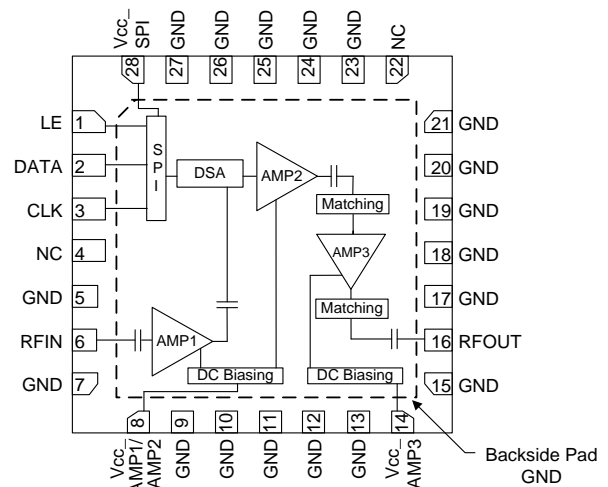 Vcc_
SPI
GND
GND
GND
GND
GND
NC
28
27
26
25
24
23
22
LE
1
DATA
2
CLK
3
NC
4
GND
5
RFIN
6
GND
7
SPI
DSA
AMP2
Matching
AMP3
Matching
AMP1
DC Biasing
DC Biasing
21 GND
20 GND
19 GND
18 GND
17 GND
16 RFOUT
15 GND
8
9
10
11
12
13
14
Vcc_
AMP1/
AMP2
GND
GND
GND
GND
GND
Vcc_
AMP3
Backside Pad
GND